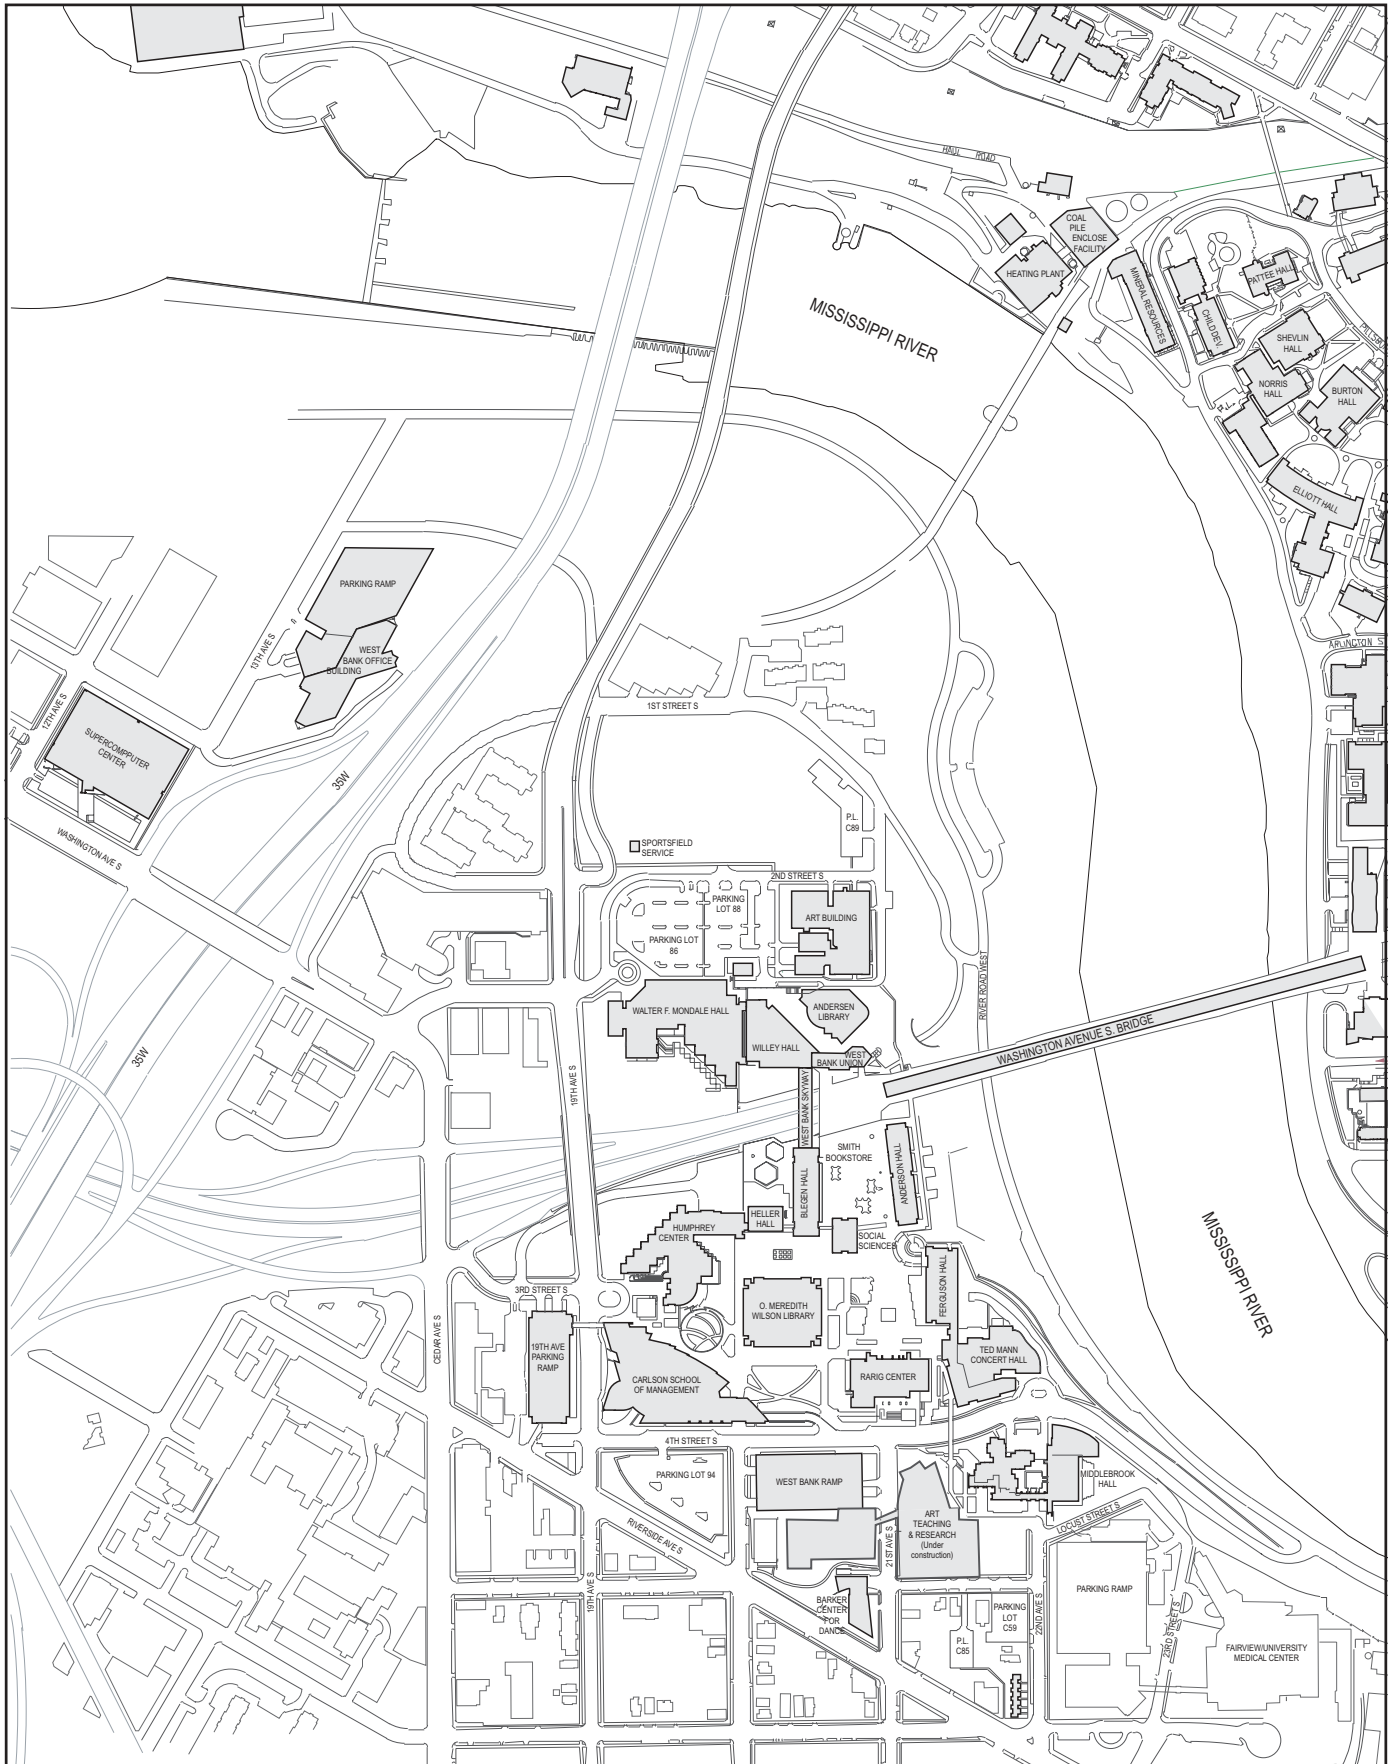 HAUL ROAD
COAL
PILE
ENCLOSE
FACILITY
HEATING PLANT
MINERAL RESOURCES
PATTEE HALL
CHILD DEV.
SHEVLIN
HALL
NORRIS
HALL
BURTON
HALL
ELLIOTT HALL
ARLINGTON S
MISSISSIPPI RIVER
PARKING RAMP
WEST
BANK OFFICE
BUILDING
13TH AVE S
12TH AVE S
SUPERCOMPPUTER
CENTER
WASHINGTON AVE S
35W
1ST STREET S
P.L.
C89
SPORTSFIELD
SERVICE
2ND STREET S
PARKING
LOT 88
PARKING LOT
86
ART BUILDING
WALTER F. MONDALE HALL
WILLEY HALL
ANDERSEN
LIBRARY
WEST
BANK UNION
RIVER ROAD WEST
WASHINGTON AVENUE S. BRIDGE
35W
19TH AVE S
WEST BANK SKYWAY
SMITH
BOOKSTORE
BLEGEN HALL
ANDERSON HALL
HELLER
HALL
HUMPHREY
CENTER
SOCIAL
SCIENCES
MISSISSIPPI RIVER
3RD STREET S
CEDAR AVE S
19TH AVE
PARKING
RAMP
O. MEREDITH
WILSON LIBRARY
FERGUSON HALL
TED MANN
CONCERT HALL
CARLSON SCHOOL
OF MANAGEMENT
RARIG CENTER
4TH STREET S
PARKING LOT 94
WEST BANK RAMP
MIDDLEBROOK
HALL
RIVERSIDE AVE S
ART
TEACHING
& RESEARCH
(Under
construction)
LOCUST STREET S
21ST AVE S
19TH AVE S
BARKER
CENTER
FOR
DANCE
PARKING
LOT
C59
P.L.
C85
22ND AVE S
PARKING RAMP
23RD STREET S
FAIRVIEW/UNIVERSITY
MEDICAL CENTER